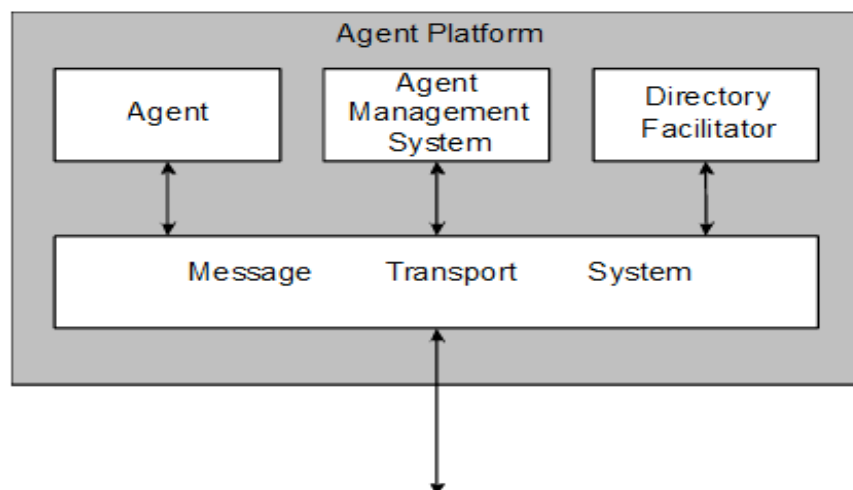 Agent Platform
Agent
Agent
Management
System
Directory
Facilitator
Message Transport System